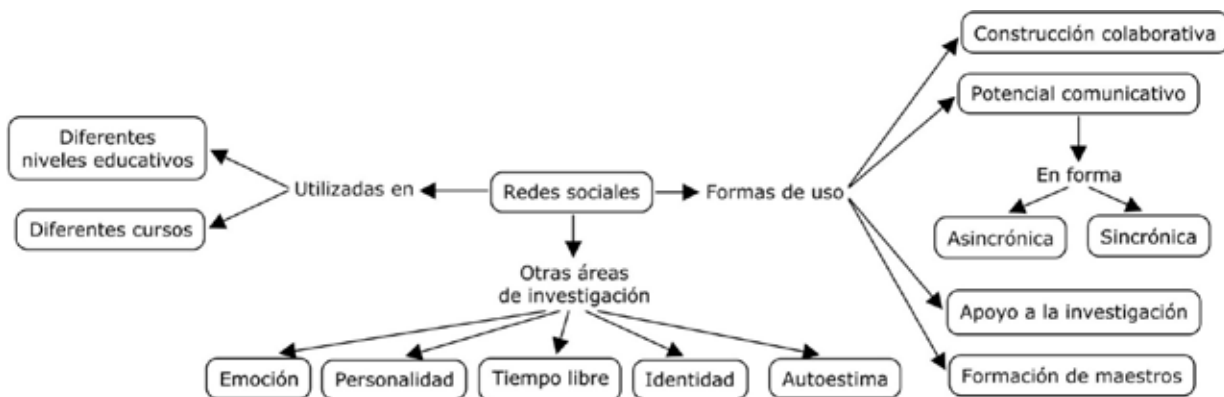 Construcción colaborativa
Potencial comunicativo
Diferentes
niveles educativos
Utilizadas en
Redes sociales
Formas de uso
En forma
Diferentes cursos
Asincrónica
Sincrónica
Otras áreas
de investigación
Apoyo a la investigación
Emoción
Personalidad
Tiempo libre
Identidad
Autoestima
Formación de maestros